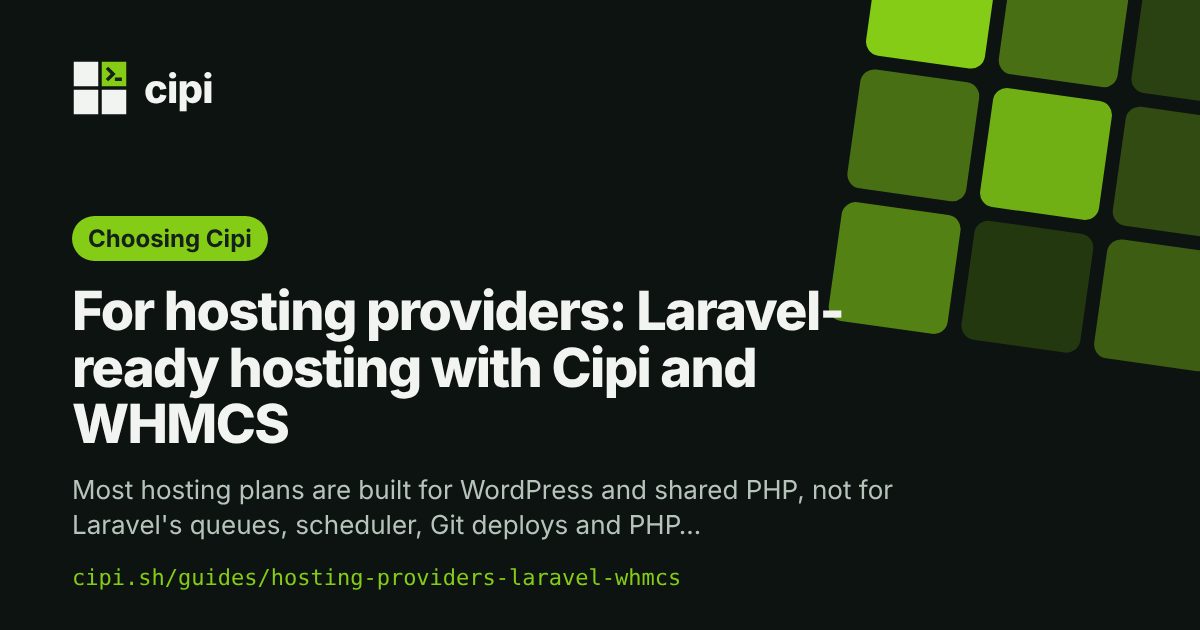 cipi
Choosing Cipi
For hosting providers: Laravel-
ready hosting with Cipi and
WHMCS
Most hosting plans are built for WordPress and shared PHP, not for
Laravel's queues, scheduler, Git deploys and PHP...
cipi.sh/guides/hosting-providers-laravel-whmcs